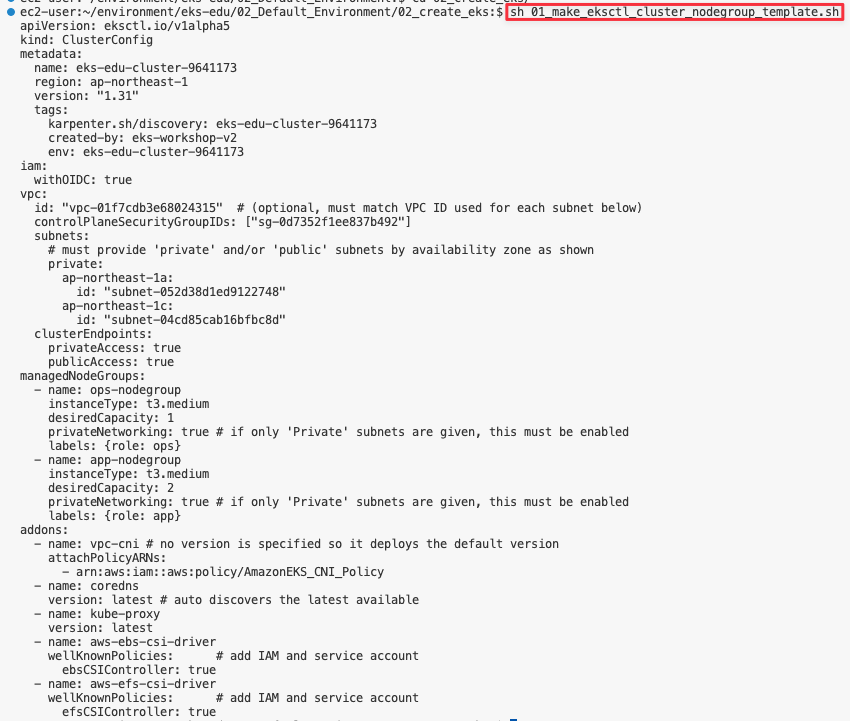 ec2-user:~/environment/eks-edu/02_Default_Environment/02_create_eks:$ sh 01_make_eksctl_cluster_nodegroup_template.sh
apiVersion: eksctl.io/v1alpha5
kind: ClusterConfig
metadata:
  name: eks-edu-cluster-9641173
  region: ap-northeast-1
  version: "1.31"
  tags:
    karpenter.sh/discovery: eks-edu-cluster-9641173
    created-by: eks-workshop-v2
    env: eks-edu-cluster-9641173
iam:
  withOIDC: true
vpc:
  id: "vpc-01f7cdb3e68024315"  # (optional, must match VPC ID used for each subnet below)
  controlPlaneSecurityGroupIDs: ["sg-0d7352f1ee837b492"]
  subnets:
    # must provide 'private' and/or 'public' subnets by availability zone as shown
    private:
      ap-northeast-1a:
        id: "subnet-052d38d1ed9122748"
      ap-northeast-1c:
        id: "subnet-04cd85cab16bfbc8d"
  clusterEndpoints:
    privateAccess: true
    publicAccess: true
managedNodeGroups:
  - name: ops-nodegroup
    instanceType: t3.medium
    desiredCapacity: 1
    privateNetworking: true # if only 'Private' subnets are given, this must be enabled
    labels: {role: ops}
  - name: app-nodegroup
    instanceType: t3.medium
    desiredCapacity: 2
    privateNetworking: true # if only 'Private' subnets are given, this must be enabled
    labels: {role: app}
addons:
  - name: vpc-cni # no version is specified so it deploys the default version
    attachPolicyARNs:
      - arn:aws:iam::aws:policy/AmazonEKS_CNI_Policy
  - name: coredns
    version: latest # auto discovers the latest available
  - name: kube-proxy
    version: latest
  - name: aws-ebs-csi-driver
    wellKnownPolicies:      # add IAM and service account
      ebsCSIController: true
  - name: aws-efs-csi-driver
    wellKnownPolicies:      # add IAM and service account
      efsCSIController: true